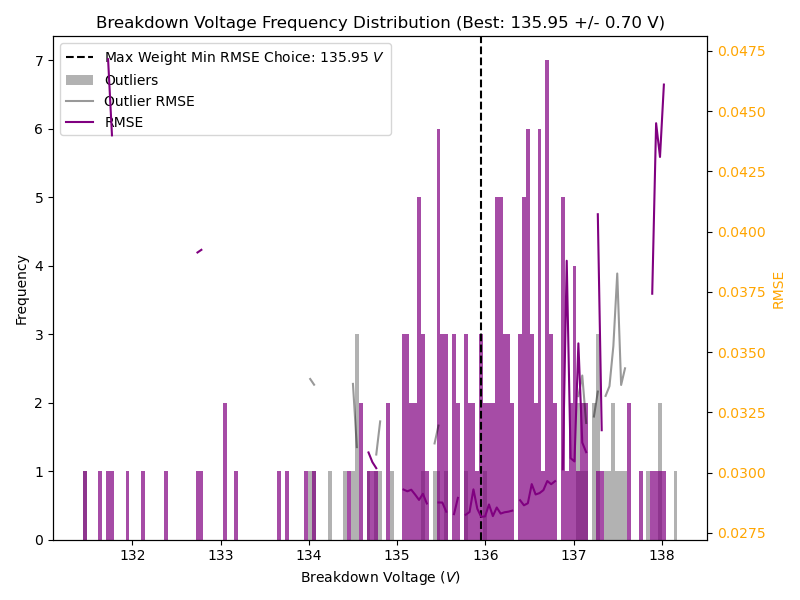 Breakdown Voltage Frequency Distribution (Best: 135.95 +/- 0.70 V)
Max Weight Min RMSE Choice: 135.95 V
Outliers
Outlier RMSE
RMSE
7
6
5
4
3
2
1
0
Frequency
0.0475
0.0450
0.0425
0.0400
0.0375
0.0350
0.0325
0.0300
0.0275
RMSE
132 133 134 135 136 137 138
Breakdown Voltage (V)